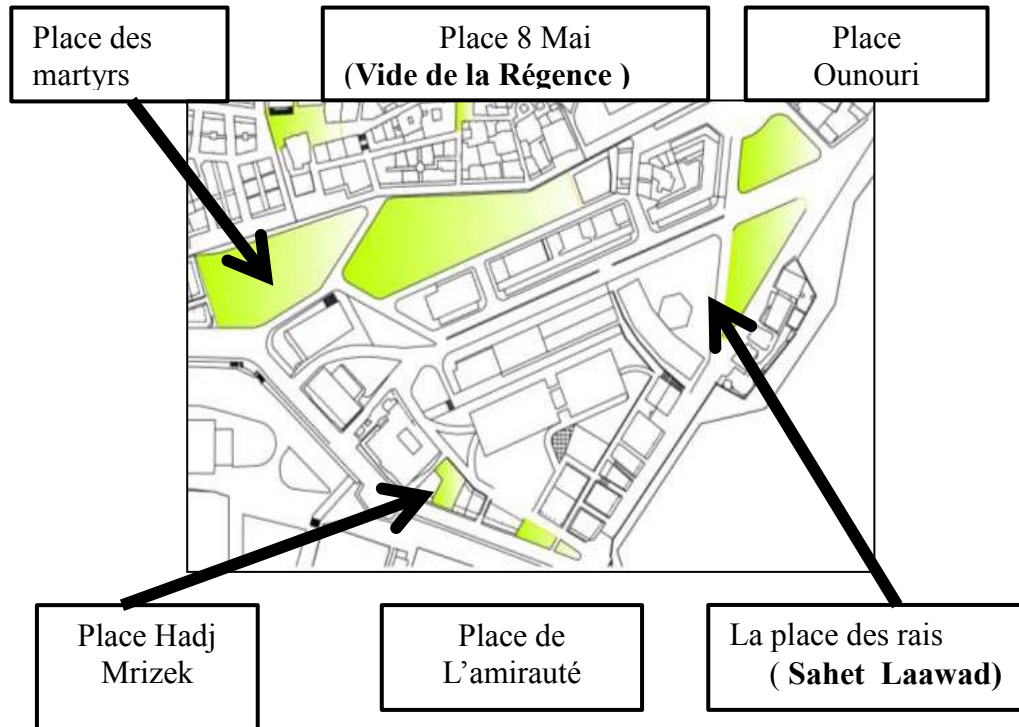 Place des
martyrs
Place 8 Mai
(Vide de la Régence )
Place
Ounouri
Place Hadj
Mrizek
Place de
L'amirauté
La place des rais
( Sahet Laawad)